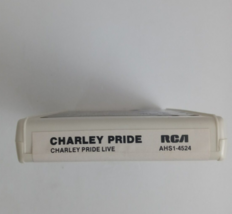 CHARLEY PRIDE RCA
CHARLEY PRIDE LIVE AHS1-4524